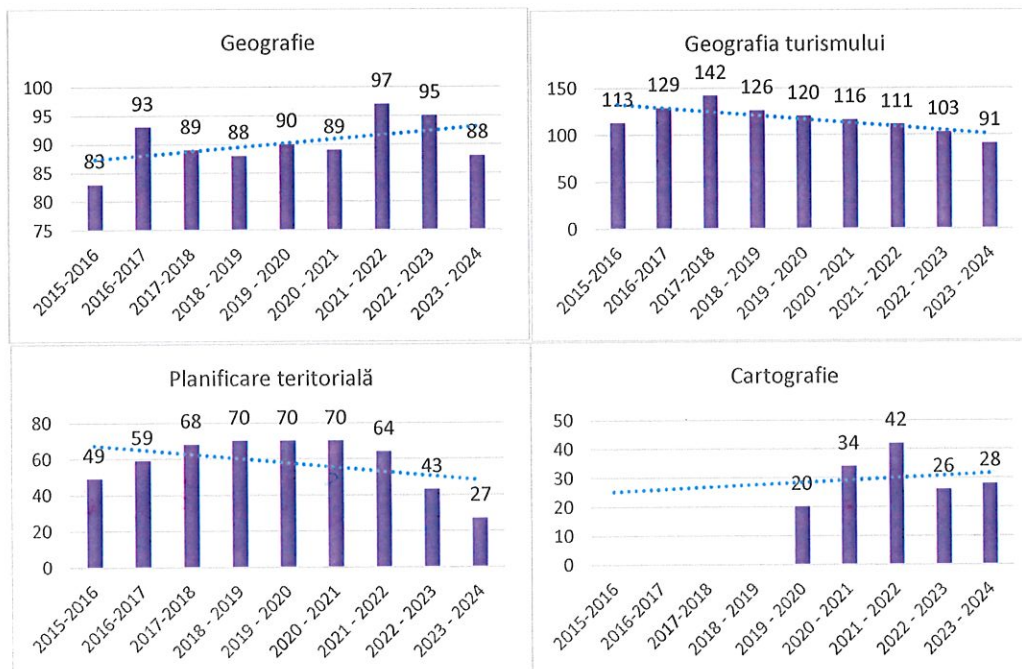 Geografie
100
95
90
85
80
75
83
93
89
88
90
89
97
95
88
2015-2016
2016-2017
2017-2018
2018 - 2019
2019 - 2020
2020 - 2021
2021 - 2022
2022 - 2023
2023 - 2024
Geografia turismului
150
100
50
0
113
129
142
126
120
116
111
103
91
2015-2016
2016-2017
2017-2018
2018 - 2019
2019 - 2020
2020 - 2021
2021 - 2022
2022 - 2023
2023 - 2024
Planificare teritorială
80
60
40
20
0
49
59
68
70
70
70
64
43
27
2015-2016
2016-2017
2017-2018
2018 - 2019
2019 - 2020
2020 - 2021
2021 - 2022
2022 - 2023
2023 - 2024
Cartografie
50
40
30
20
10
0
20
34
42
26
28
2015-2016
2016-2017
2017-2018
2018 - 2019
2019 - 2020
2020 - 2021
2021 - 2022
2022 - 2023
2023 - 2024